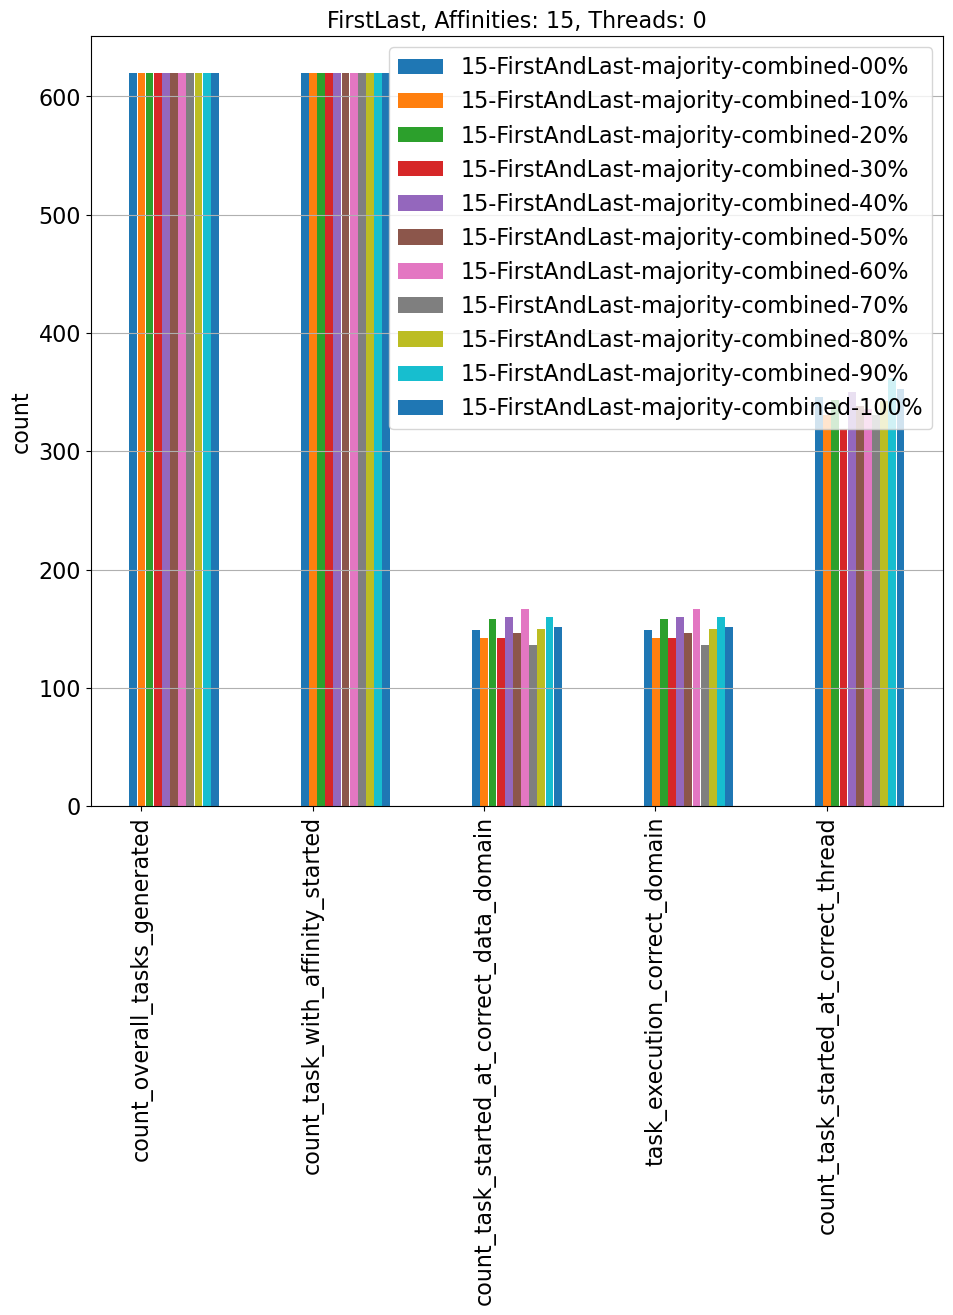 FirstLast, Affinities: 15, Threads: 0
15-FirstAndLast-majority-combined-00%
15-FirstAndLast-majority-combined-10%
15-FirstAndLast-majority-combined-20%
15-FirstAndLast-majority-combined-30%
15-FirstAndLast-majority-combined-40%
15-FirstAndLast-majority-combined-50%
15-FirstAndLast-majority-combined-60%
15-FirstAndLast-majority-combined-70%
15-FirstAndLast-majority-combined-80%
15-FirstAndLast-majority-combined-90%
15-FirstAndLast-majority-combined-100%
count
600
500
400
300
200
100
0
count_overall_tasks_generated
count_task_with_affinity_started
count_task_started_at_correct_data_domain
task_execution_correct_domain
count_task_started_at_correct_thread